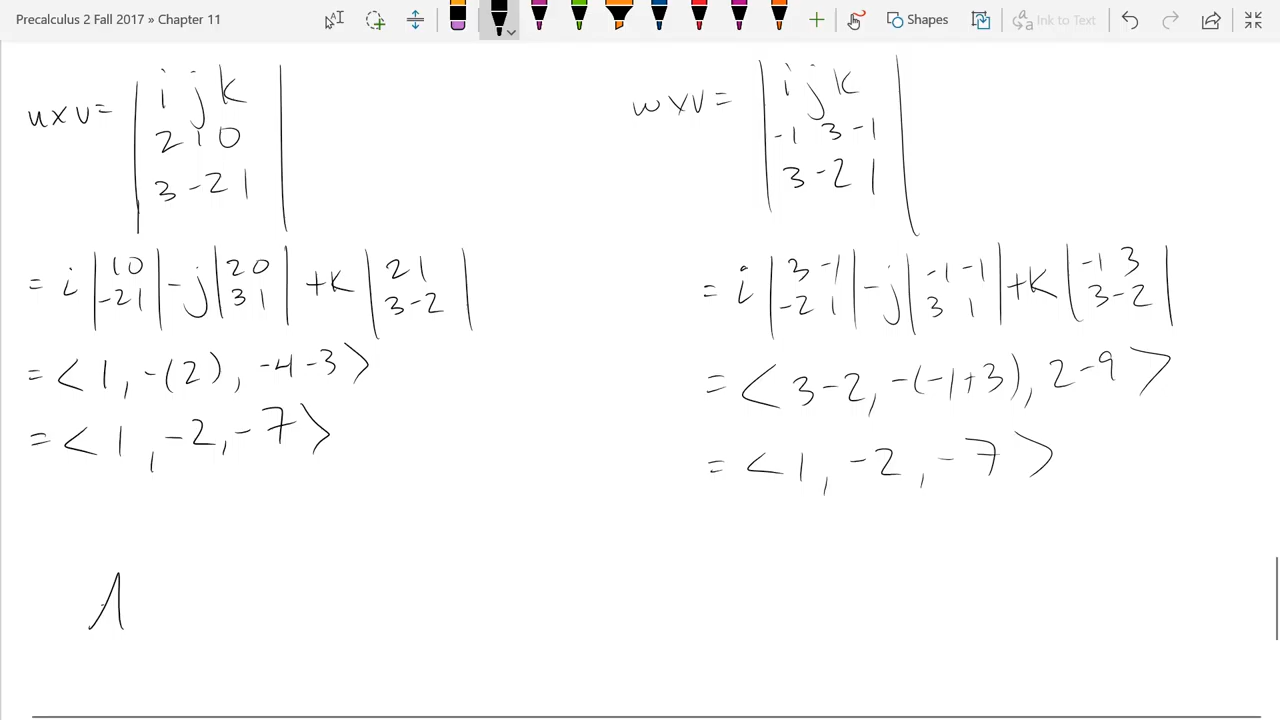 Precalculus 2 Fall 2017 » Chapter 11
Shapes
Ink to Text
u×v= | i j k |
2 1 0
3 -2 1
= i |1 0| - j |2 0| + k |2 1|
|-2 1| |3 1| |3 -2|
= < 1, -(2), -4-3 >
= < 1, -2, -7 >
w×v= | i j k |
-1 3 -1
3 -2 1
= i |3 -1| - j |-1 -1| + k |-1 3|
|-2 1| |3 1| |3 -2|
= < 3-2, -(-1+3), 2-9 >
= < 1, -2, -7 >